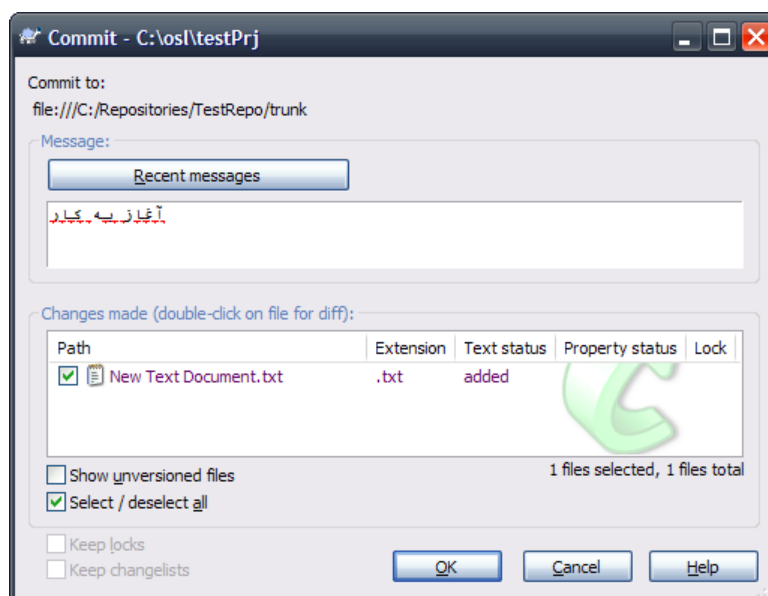 Commit - C:\osl\testPrj
Commit to:
file:///C:/Repositories/TestRepo/trunk
Message:
Recent messages
آغاز به کار
Changes made (double-click on file for diff):
Path Extension Text status Property status Lock
New Text Document.txt .txt added
Show unversioned files
1 files selected, 1 files total
Select / deselect all
Keep locks
Keep changelists
OK Cancel Help